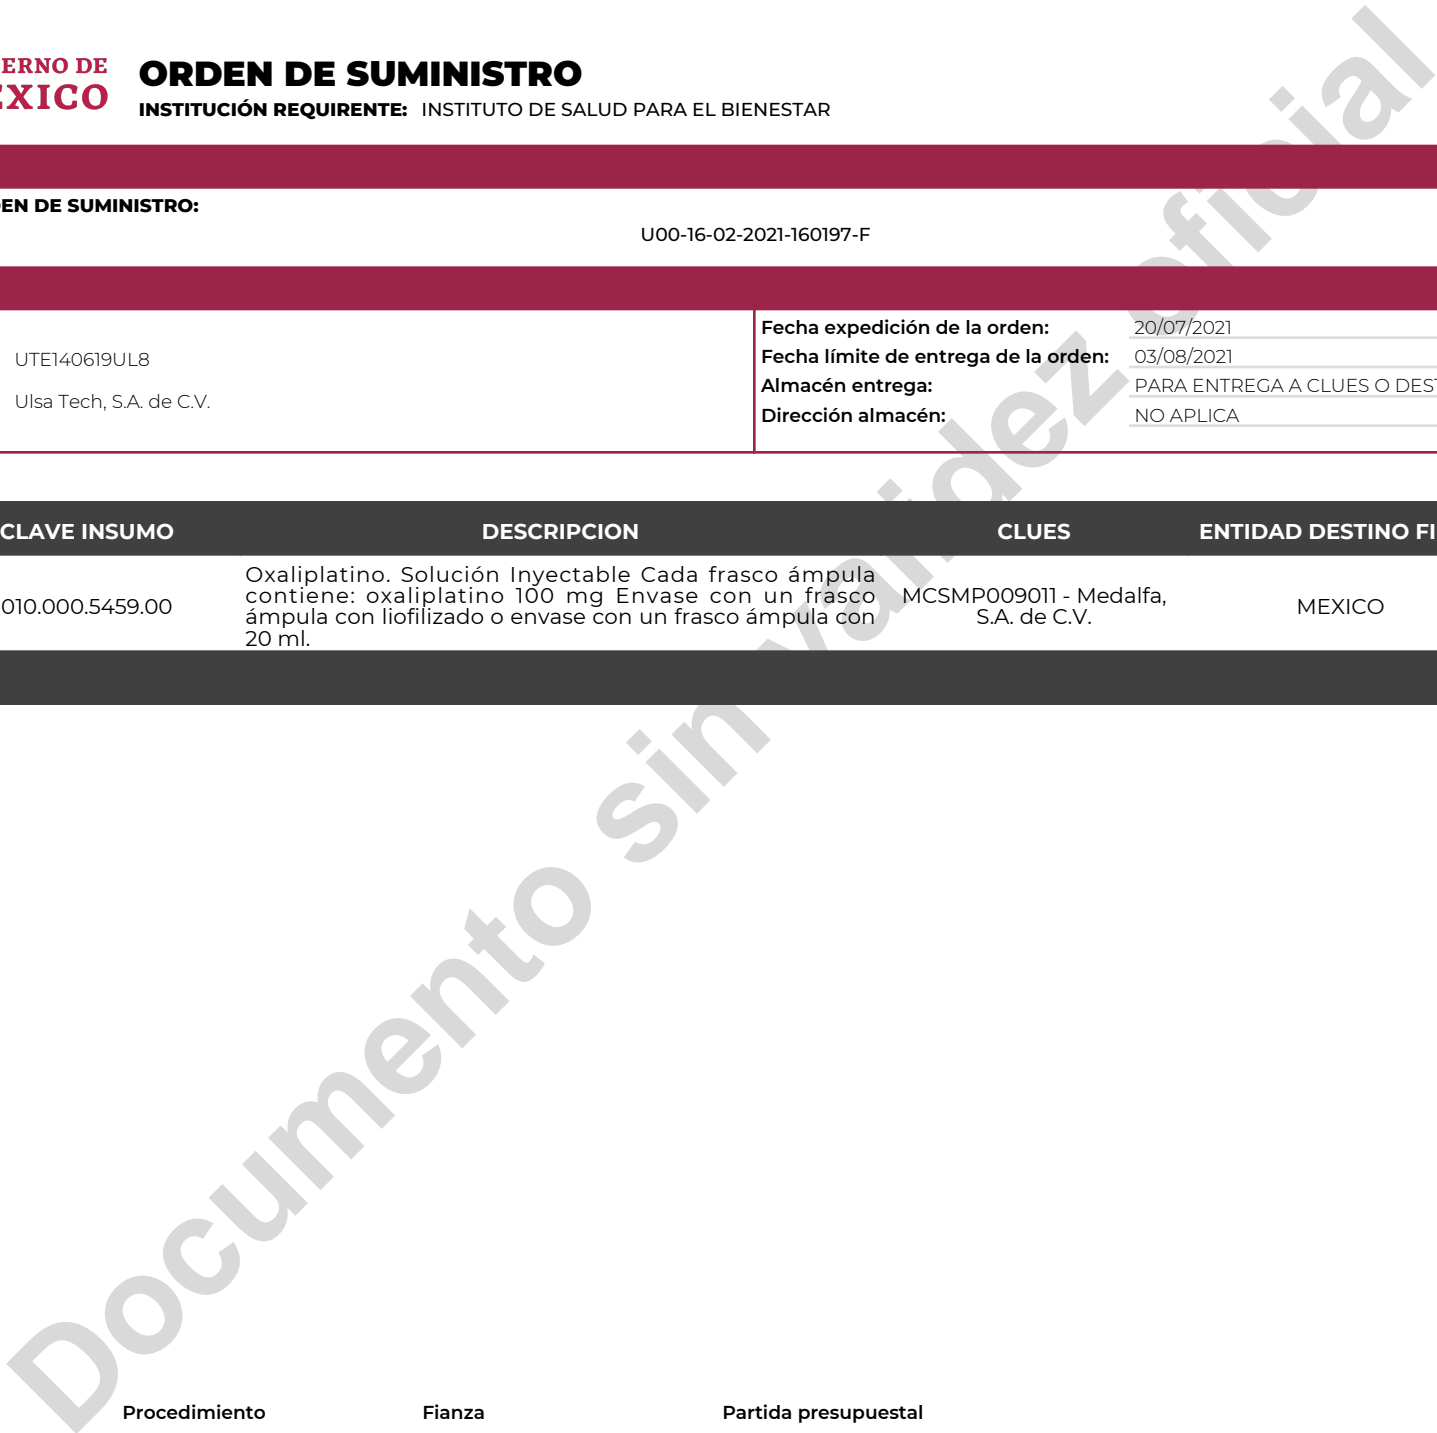 ERNO DE
EXICO
ORDEN DE SUMINISTRO
INSTITUCIÓN REQUIRENTE: INSTITUTO DE SALUD PARA EL BIENESTAR
EN DE SUMINISTRO:
U00-16-02-2021-160197-F
UTE140619UL8
Ulsa Tech, S.A. de C.V.
Fecha expedición de la orden: 20/07/2021
Fecha límite de entrega de la orden: 03/08/2021
Almacén entrega: PARA ENTREGA A CLUES O DEST
Dirección almacén: NO APLICA
CLAVE INSUMO DESCRIPCION CLUES ENTIDAD DESTINO FI
010.000.5459.00
Oxaliplatino. Solución Inyectable Cada frasco ámpula
contiene: oxaliplatino 100 mg Envase con un frasco
ámpula con liofilizado o envase con un frasco ámpula con
20 ml.
MCSMP009011 - Medalfa,
S.A. de C.V.
MEXICO
Documento sin validez oficial
Procedimiento Fianza Partida presupuestal